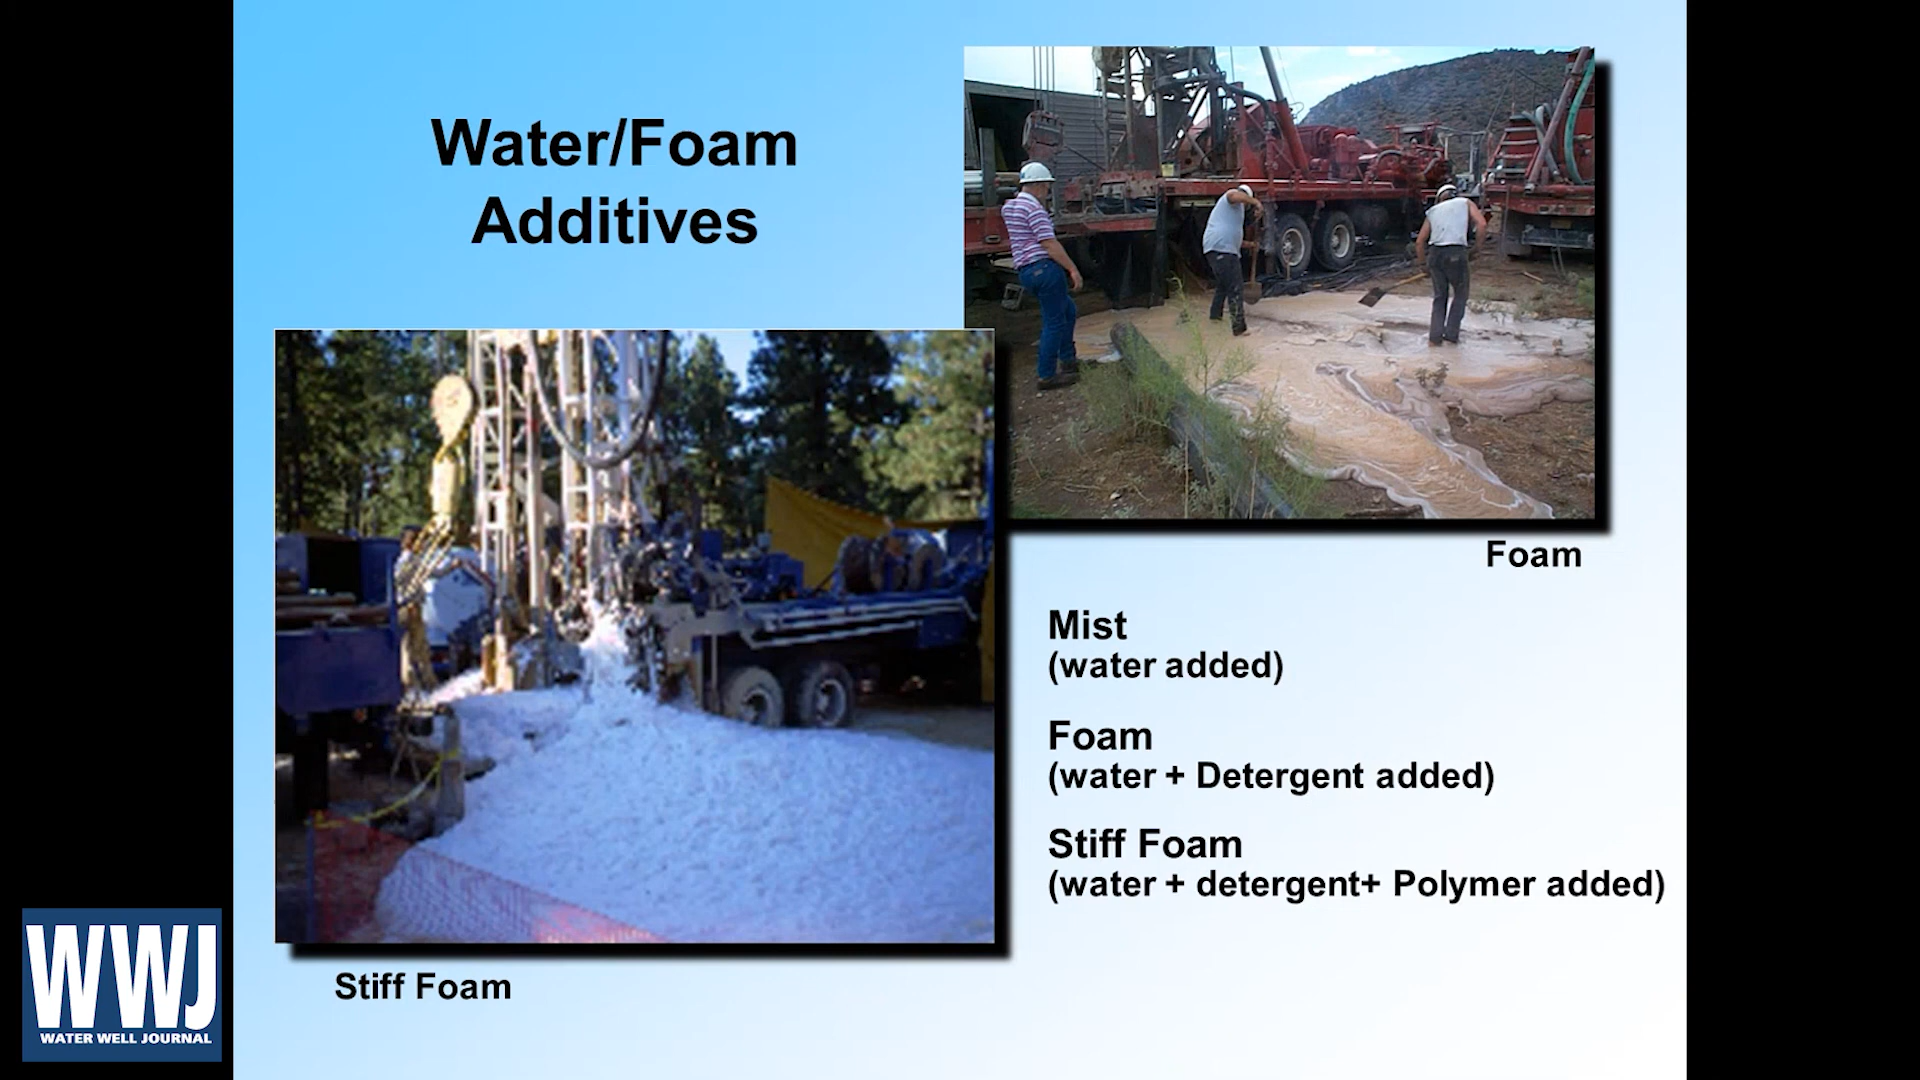 Water/Foam
Additives
Foam
Mist
(water added)
Foam
(water + Detergent added)
Stiff Foam
(water + detergent+ Polymer added)
Stiff Foam
WWJ
WATER WELL JOURNAL